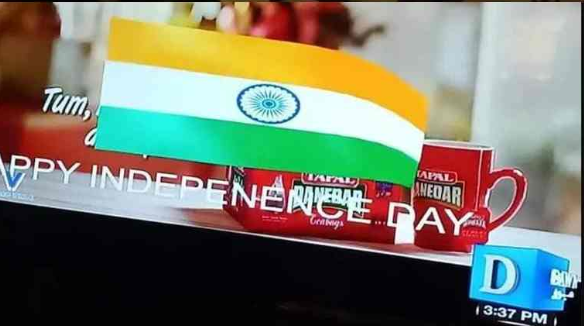 Tum,
APPY INDEPENENCE DAY
TAPAL
DANEDAR
Teabags
TAPAL
DANEDAR
D
3:37 PM